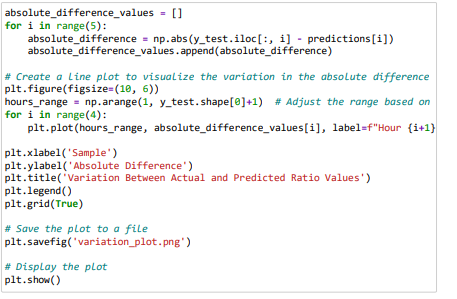 absolute_difference_values = []
for i in range(5):
    absolute_difference = np.abs(y_test.iloc[:, i] - predictions[i])
    absolute_difference_values.append(absolute_difference)

# Create a line plot to visualize the variation in the absolute difference
plt.figure(figsize=(10, 6))
hours_range = np.arange(1, y_test.shape[0]+1)  # Adjust the range based on
for i in range(4):
    plt.plot(hours_range, absolute_difference_values[i], label=f"Hour {i+1}

plt.xlabel('Sample')
plt.ylabel('Absolute Difference')
plt.title('Variation Between Actual and Predicted Ratio Values')
plt.legend()
plt.grid(True)

# Save the plot to a file
plt.savefig('variation_plot.png')

# Display the plot
plt.show()